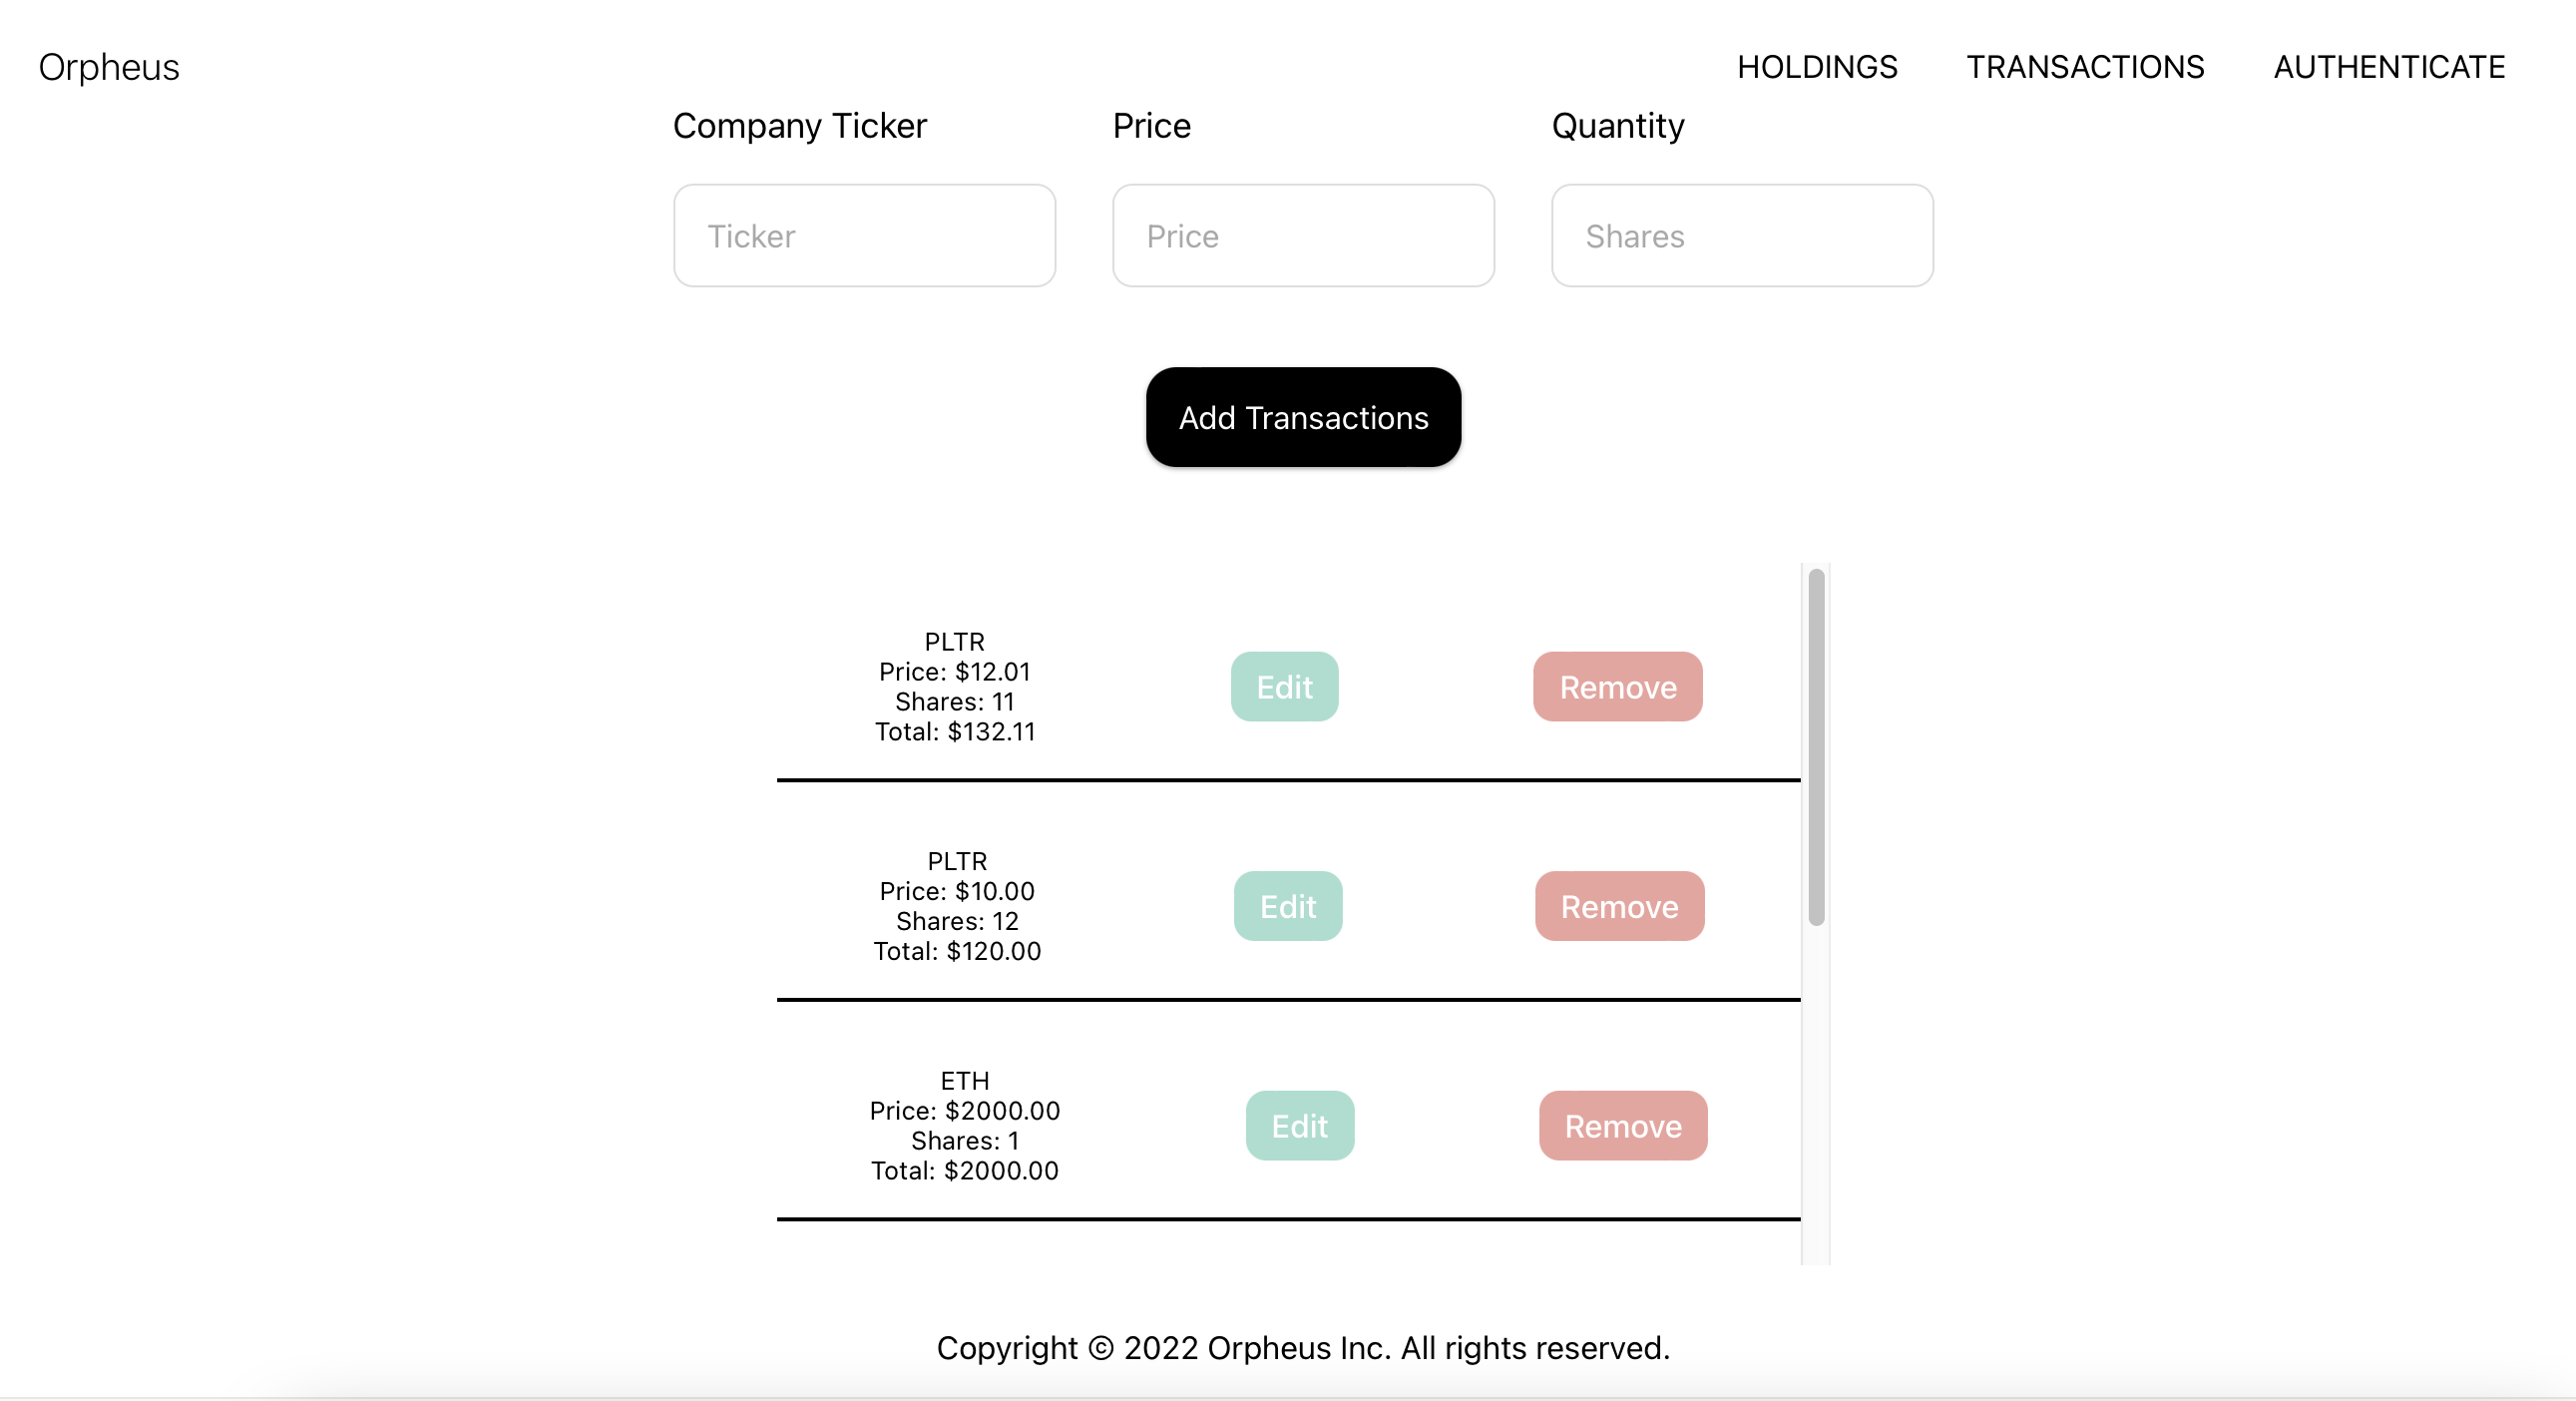 Orpheus
HOLDINGS TRANSACTIONS AUTHENTICATE
Company Ticker Price Quantity
Ticker Price Shares
Add Transactions
PLTR
Price: $12.01
Shares: 11
Total: $132.11
Edit Remove
PLTR
Price: $10.00
Shares: 12
Total: $120.00
Edit Remove
ETH
Price: $2000.00
Shares: 1
Total: $2000.00
Edit Remove
Copyright © 2022 Orpheus Inc. All rights reserved.